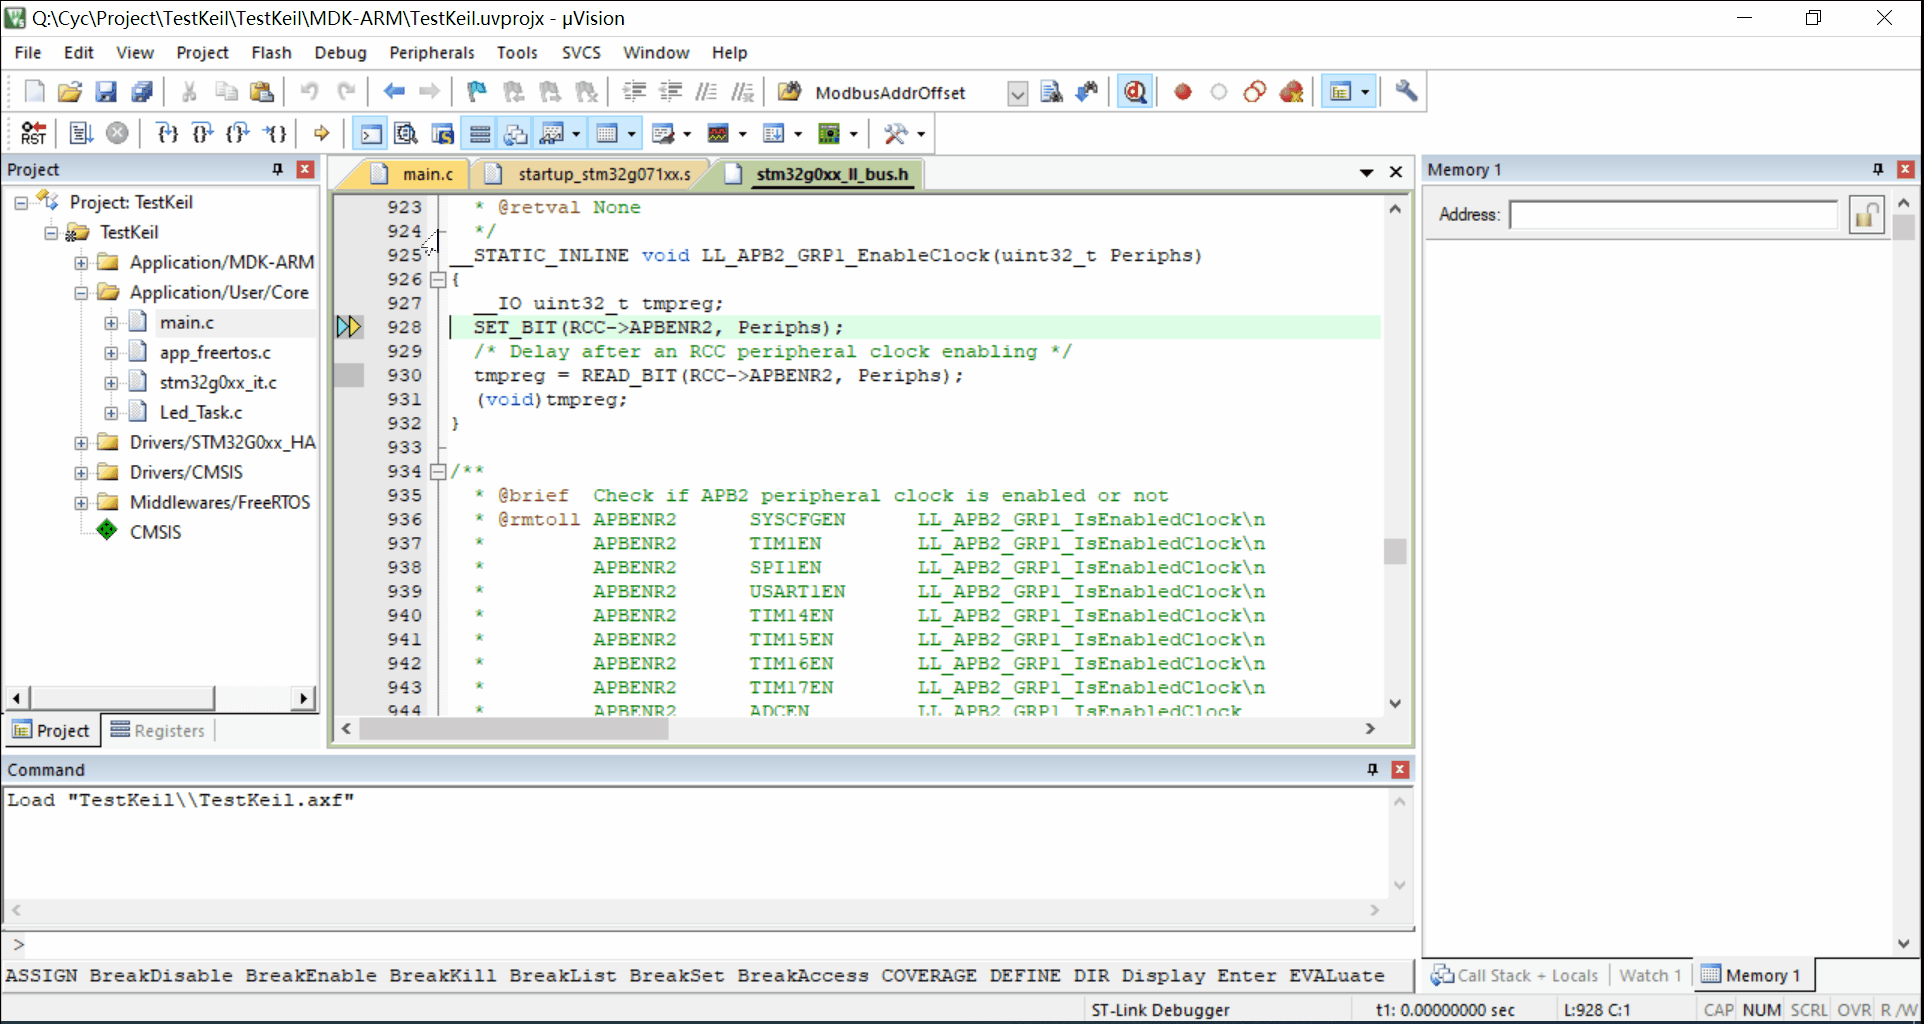 Q:\Cyc\Project\TestKeil\TestKeil\MDK-ARM\TestKeil.uvprojx - µVision
File Edit View Project Flash Debug Peripherals Tools SVCS Window Help
ModbusAddrOffset
RST
Project
Project: TestKeil
TestKeil
Application/MDK-ARM
Application/User/Core
main.c
app_freertos.c
stm32g0xx_it.c
Led_Task.c
Drivers/STM32G0xx_HA
Drivers/CMSIS
Middlewares/FreeRTOS
CMSIS
Project Registers
main.c startup_stm32g071xx.s stm32g0xx_ll_bus.h
923 * @retval None
924 */
925 __STATIC_INLINE void LL_APB2_GRP1_EnableClock(uint32_t Periphs)
926 {
927 __IO uint32_t tmpreg;
928 SET_BIT(RCC->APBENR2, Periphs);
929 /* Delay after an RCC peripheral clock enabling */
930 tmpreg = READ_BIT(RCC->APBENR2, Periphs);
931 (void)tmpreg;
932 }
933
934 /**
935 * @brief Check if APB2 peripheral clock is enabled or not
936 * @rmtoll APBENR2 SYSCFGEN LL_APB2_GRP1_IsEnabledClock\n
937 * APBENR2 TIM1EN LL_APB2_GRP1_IsEnabledClock\n
938 * APBENR2 SPI1EN LL_APB2_GRP1_IsEnabledClock\n
939 * APBENR2 USART1EN LL_APB2_GRP1_IsEnabledClock\n
940 * APBENR2 TIM14EN LL_APB2_GRP1_IsEnabledClock\n
941 * APBENR2 TIM15EN LL_APB2_GRP1_IsEnabledClock\n
942 * APBENR2 TIM16EN LL_APB2_GRP1_IsEnabledClock\n
943 * APBENR2 TIM17EN LL_APB2_GRP1_IsEnabledClock\n
944 * APBENR2 ADCEN LL_APB2_GRP1_IsEnabledClock
Memory 1
Address:
Command
Load "TestKeil\\TestKeil.axf"
>
ASSIGN BreakDisable BreakEnable BreakKill BreakList BreakSet BreakAccess COVERAGE DEFINE DIR Display Enter EVALuate
Call Stack + Locals Watch 1 Memory 1
ST-Link Debugger t1: 0.00000000 sec L:928 C:1 CAP NUM SCRL OVR R/W